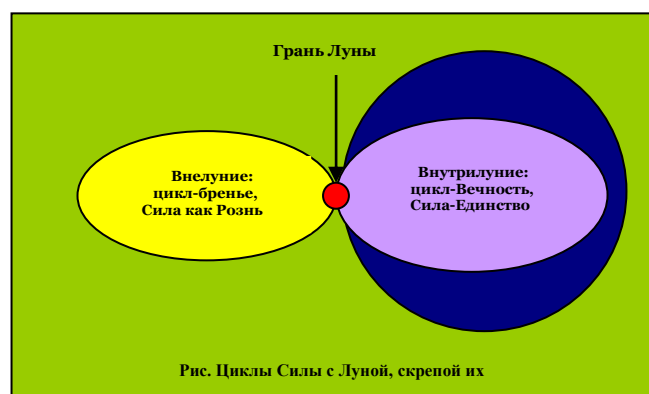 Грань Луны
Внелуние:
цикл-бренье,
Сила как Рознь
Внутрилуние:
цикл-Вечность,
Сила-Единство
Рис. Циклы Силы с Луной, скрепой их